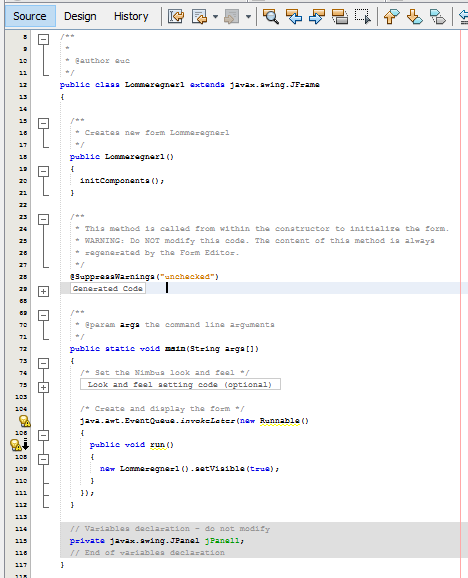 Source Design History
8 /**
9 *
10 * @author euc
11 */
12 public class Lommeregner1 extends javax.swing.JFrame
13 {
14
15 /**
16 * Creates new form Lommeregner1
17 */
18 public Lommeregner1()
19 {
20 initComponents();
21 }
22
23 /**
24 * This method is called from within the constructor to initialize the form.
25 * WARNING: Do NOT modify this code. The content of this method is always
26 * regenerated by the Form Editor.
27 */
28 @SuppressWarnings("unchecked")
29 Generated Code
68
69 /**
70 * @param args the command line arguments
71 */
72 public static void main(String args[])
73 {
74 /* Set the Nimbus look and feel */
75 Look and feel setting code (optional)
103
104 /* Create and display the form */
java.awt.EventQueue.invokeLater(new Runnable()
106 {
public void run()
108 {
109 new Lommeregner1().setVisible(true);
110 }
111 });
112 }
113
114 // Variables declaration - do not modify
115 private javax.swing.JPanel jPanel1;
116 // End of variables declaration
117 }
118